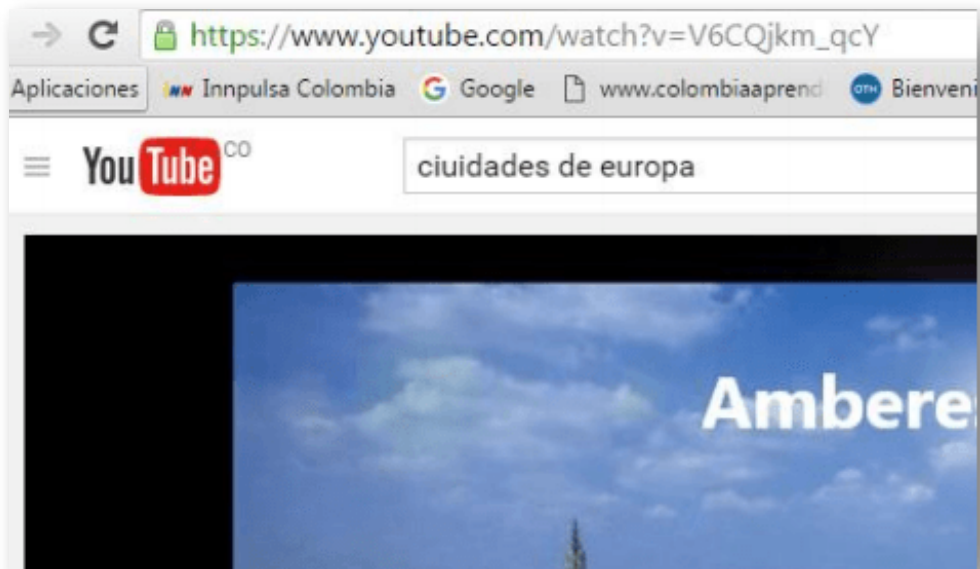 https://www.youtube.com/watch?v=V6CQjkm_qcY
Aplicaciones Innpulsa Colombia Google www.colombiaaprend OTH Bienveni
YouTube CO ciuidades de europa
Ambere